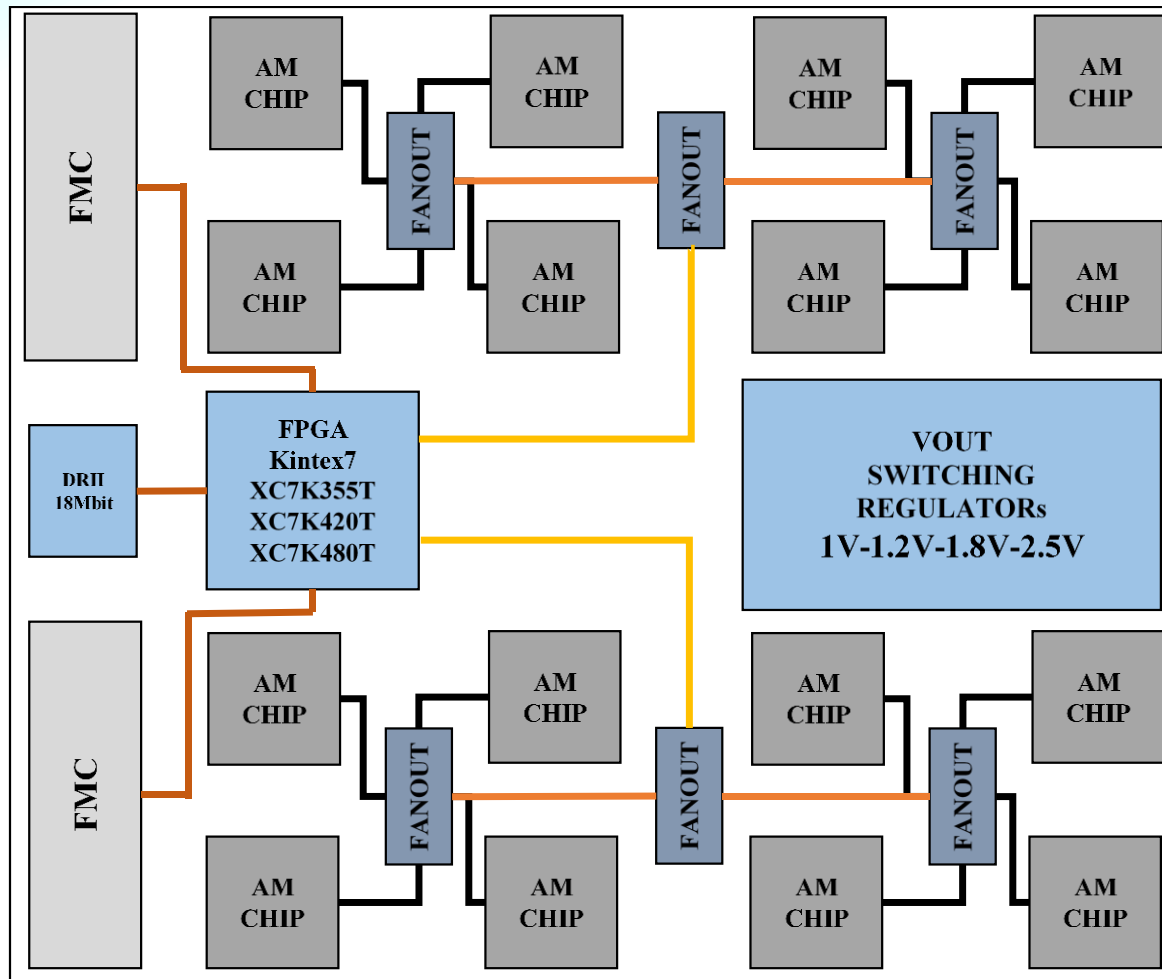 FMC
AM
CHIP
AM
CHIP
AM
CHIP
AM
CHIP
FANOUT
FANOUT
FANOUT
AM
CHIP
AM
CHIP
AM
CHIP
AM
CHIP
DRII
18Mbit
FPGA
Kintex7
XC7K355T
XC7K420T
XC7K480T
VOUT
SWITCHING
REGULATORs
1V-1.2V-1.8V-2.5V
FMC
AM
CHIP
AM
CHIP
AM
CHIP
AM
CHIP
FANOUT
FANOUT
FANOUT
AM
CHIP
AM
CHIP
AM
CHIP
AM
CHIP